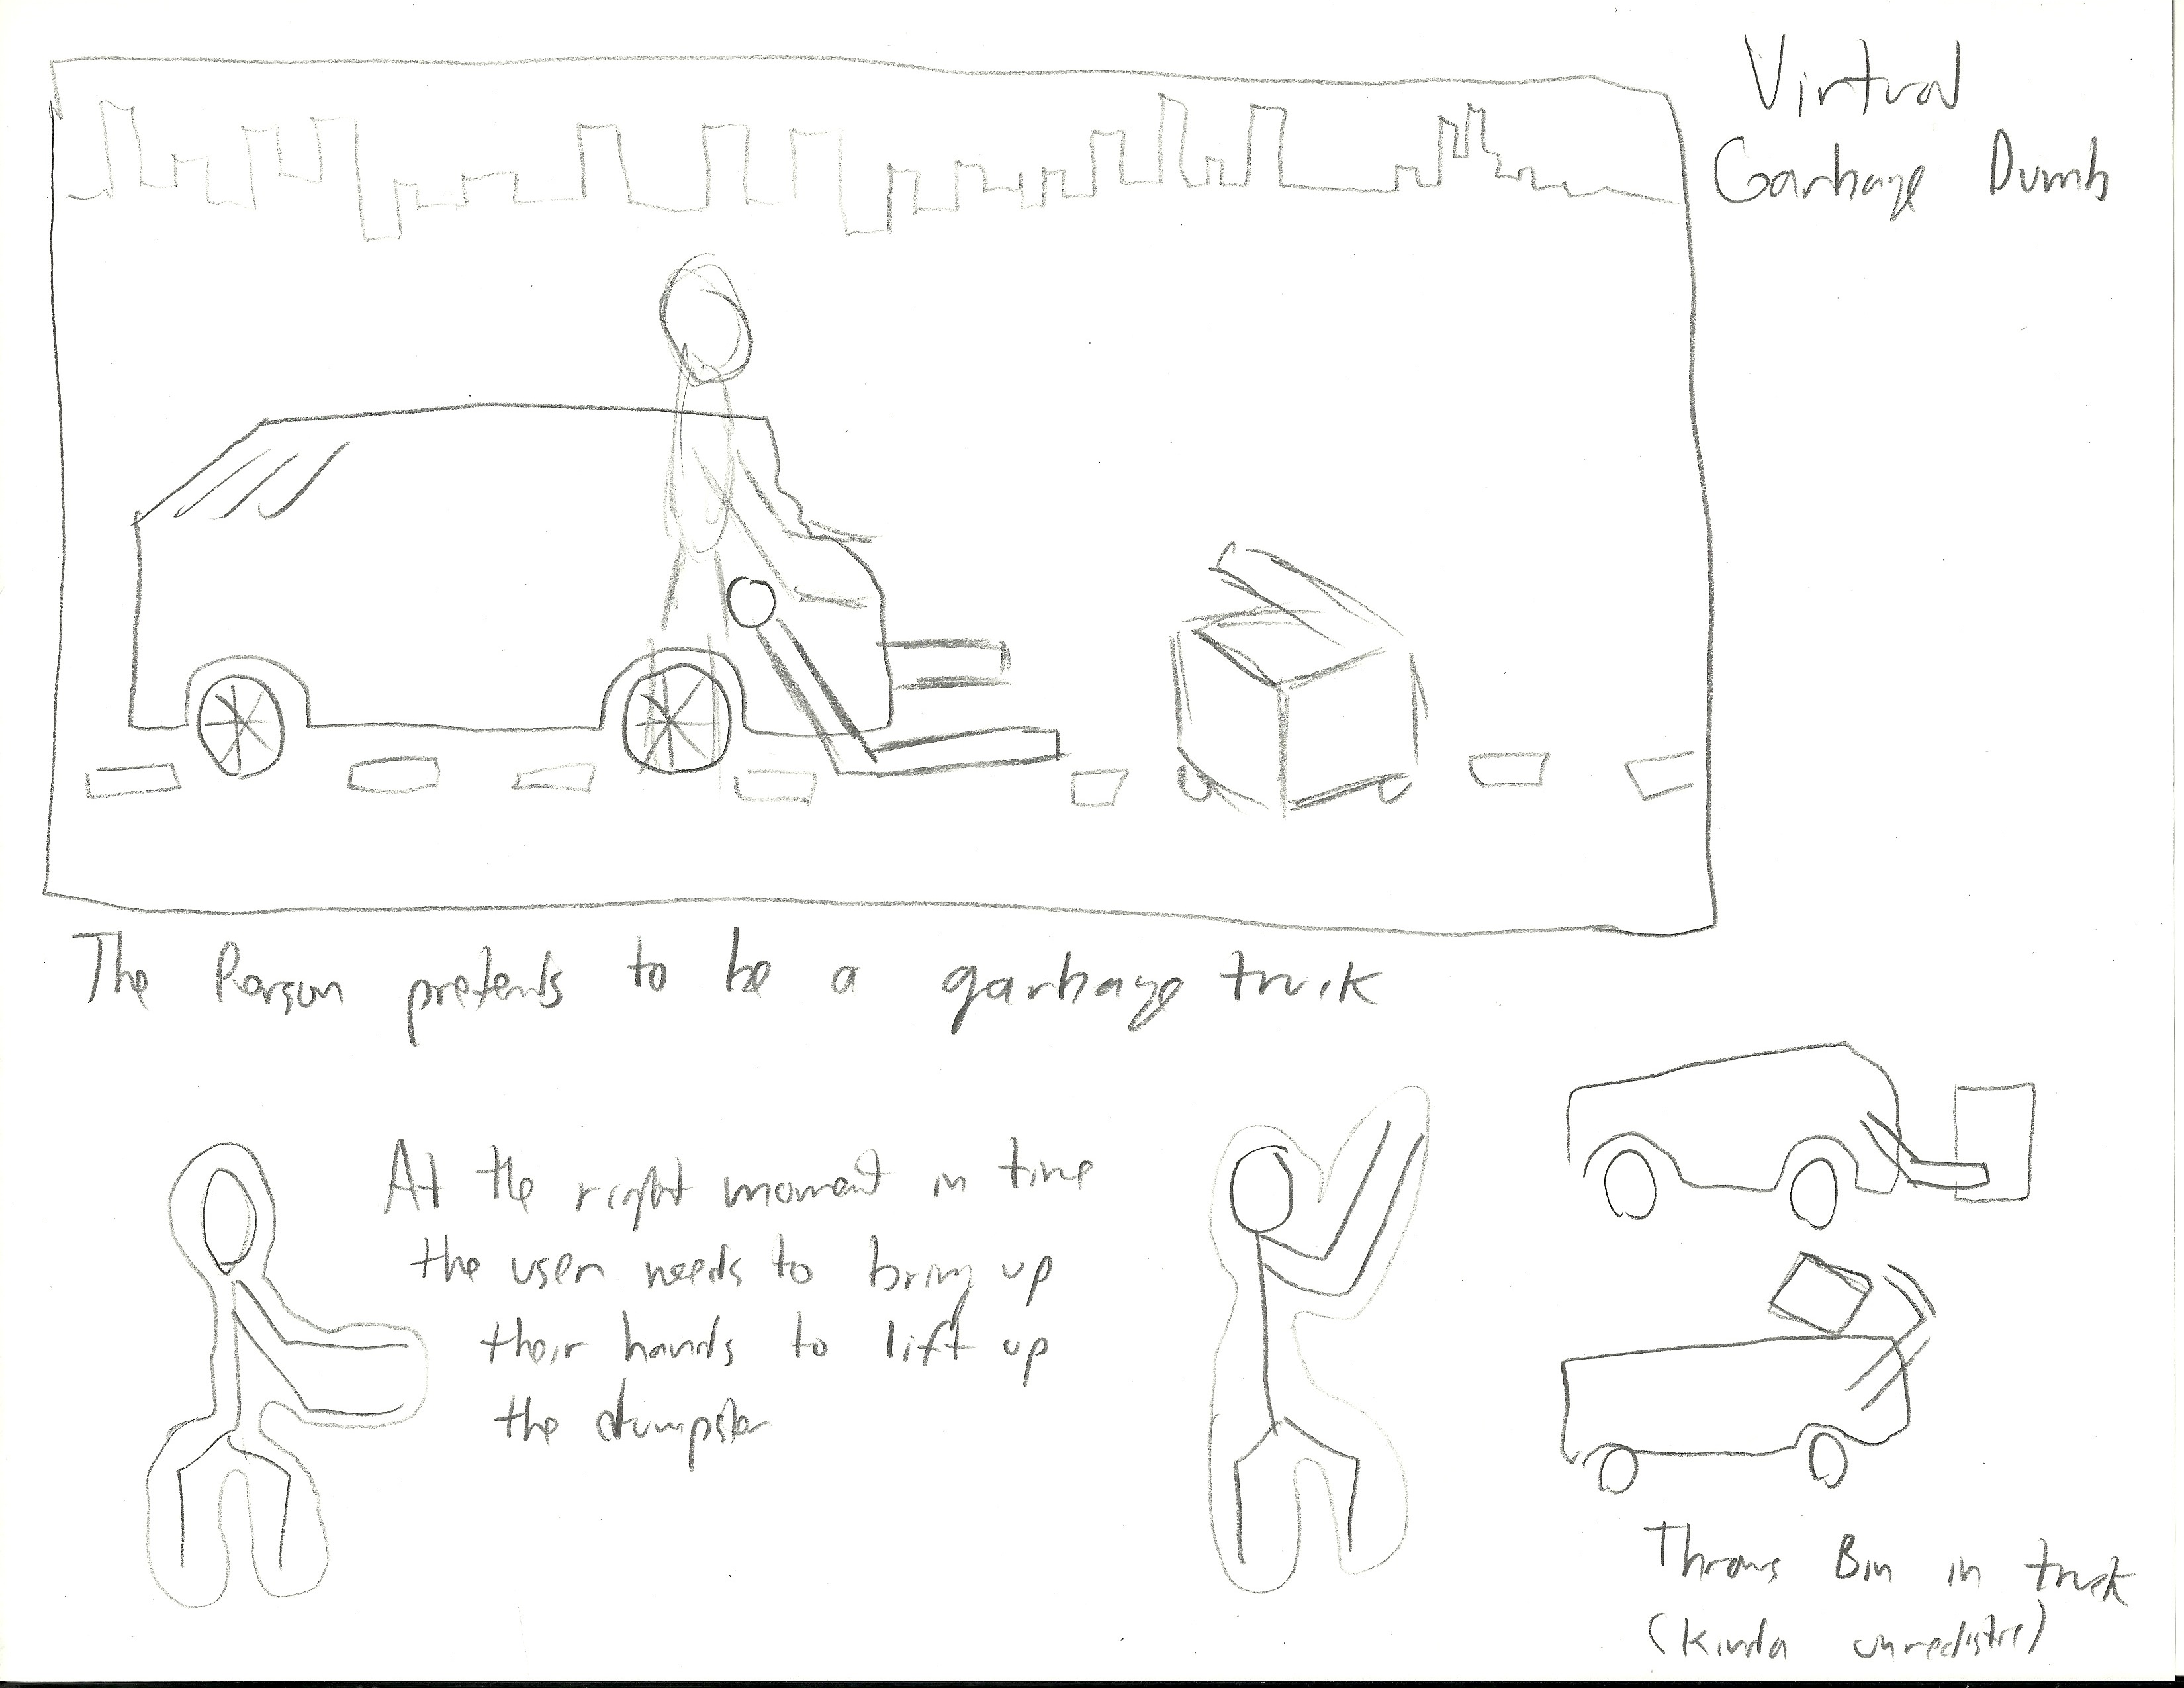 Virtual
Garbage Dumb
The Person pretends to be a garbage truck
At the right moment in time
the user needs to bring up
their hands to lift up
the dumpster
Throws Bin in truck
(Kinda unrealistic)